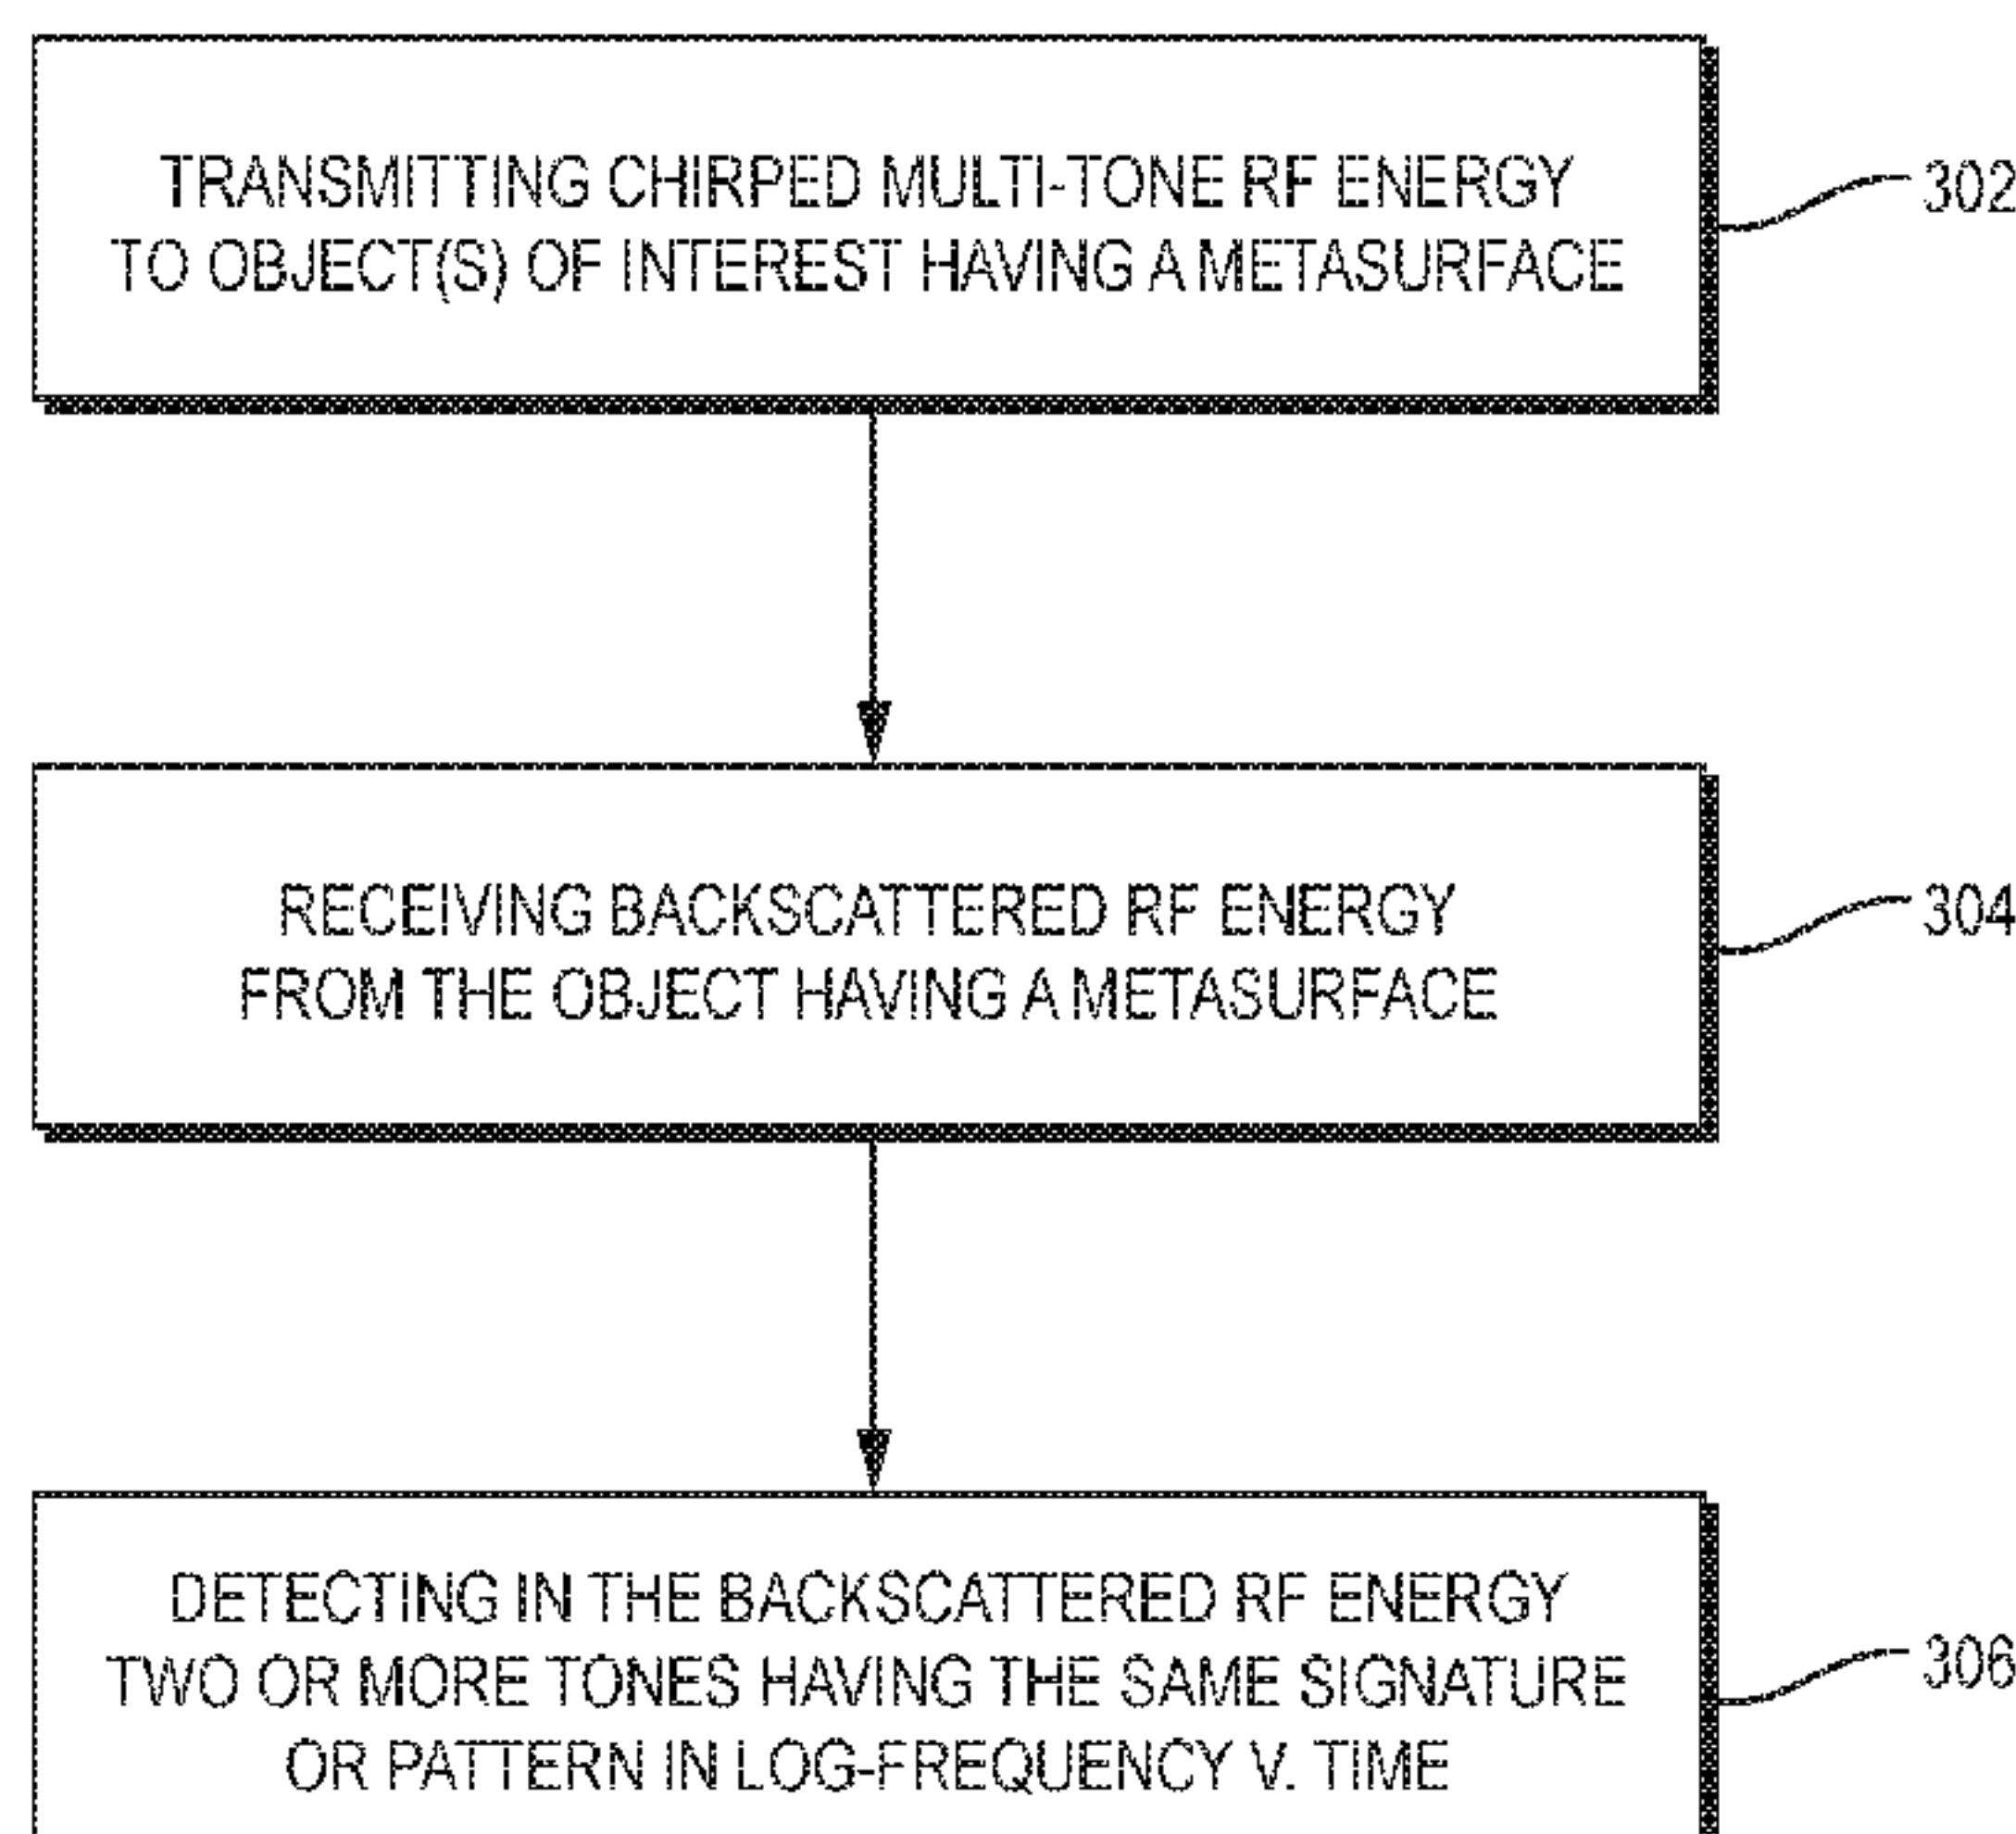 TRANSMITTING CHIRPED MULTI-TONE RF ENERGY
TO OBJECT(S) OF INTEREST HAVING A METASURFACE
302
RECEIVING BACKSCATTERED RF ENERGY
FROM THE OBJECT HAVING A METASURFACE
304
DETECTING IN THE BACKSCATTERED RF ENERGY
TWO OR MORE TONES HAVING THE SAME SIGNATURE
OR PATTERN IN LOG-FREQUENCY V. TIME
306